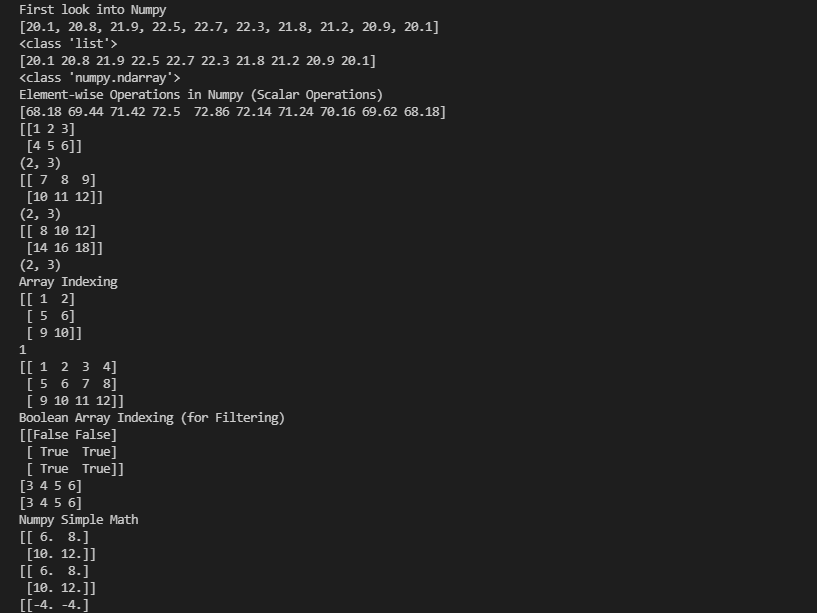 First look into Numpy
[20.1, 20.8, 21.9, 22.5, 22.7, 22.3, 21.8, 21.2, 20.9, 20.1]
<class 'list'>
[20.1 20.8 21.9 22.5 22.7 22.3 21.8 21.2 20.9 20.1]
<class 'numpy.ndarray'>
Element-wise Operations in Numpy (Scalar Operations)
[68.18 69.44 71.42 72.5  72.86 72.14 71.24 70.16 69.62 68.18]
[[1 2 3]
 [4 5 6]]
(2, 3)
[[ 7  8  9]
 [10 11 12]]
(2, 3)
[[ 8 10 12]
 [14 16 18]]
(2, 3)
Array Indexing
[[ 1  2]
 [ 5  6]
 [ 9 10]]
1
[[ 1  2  3  4]
 [ 5  6  7  8]
 [ 9 10 11 12]]
Boolean Array Indexing (for Filtering)
[[False False]
 [ True  True]
 [ True  True]]
[3 4 5 6]
[3 4 5 6]
Numpy Simple Math
[[ 6.  8.]
 [10. 12.]]
[[ 6.  8.]
 [10. 12.]]
[[-4. -4.]